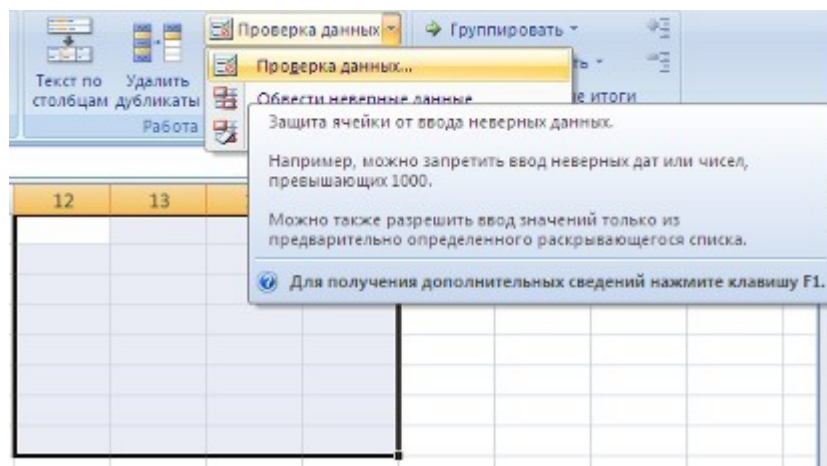 Проверка данных
Группировать
Текст по столбцам
Удалить дубликаты
Проверка данных...
ть
Обвести неверные данные
е итоги
Работа
Защита ячейки от ввода неверных данных.
Например, можно запретить ввод неверных дат или чисел,
превышающих 1000.
Можно также разрешить ввод значений только из
предварительно определенного раскрывающегося списка.
Для получения дополнительных сведений нажмите клавишу F1.
12 13